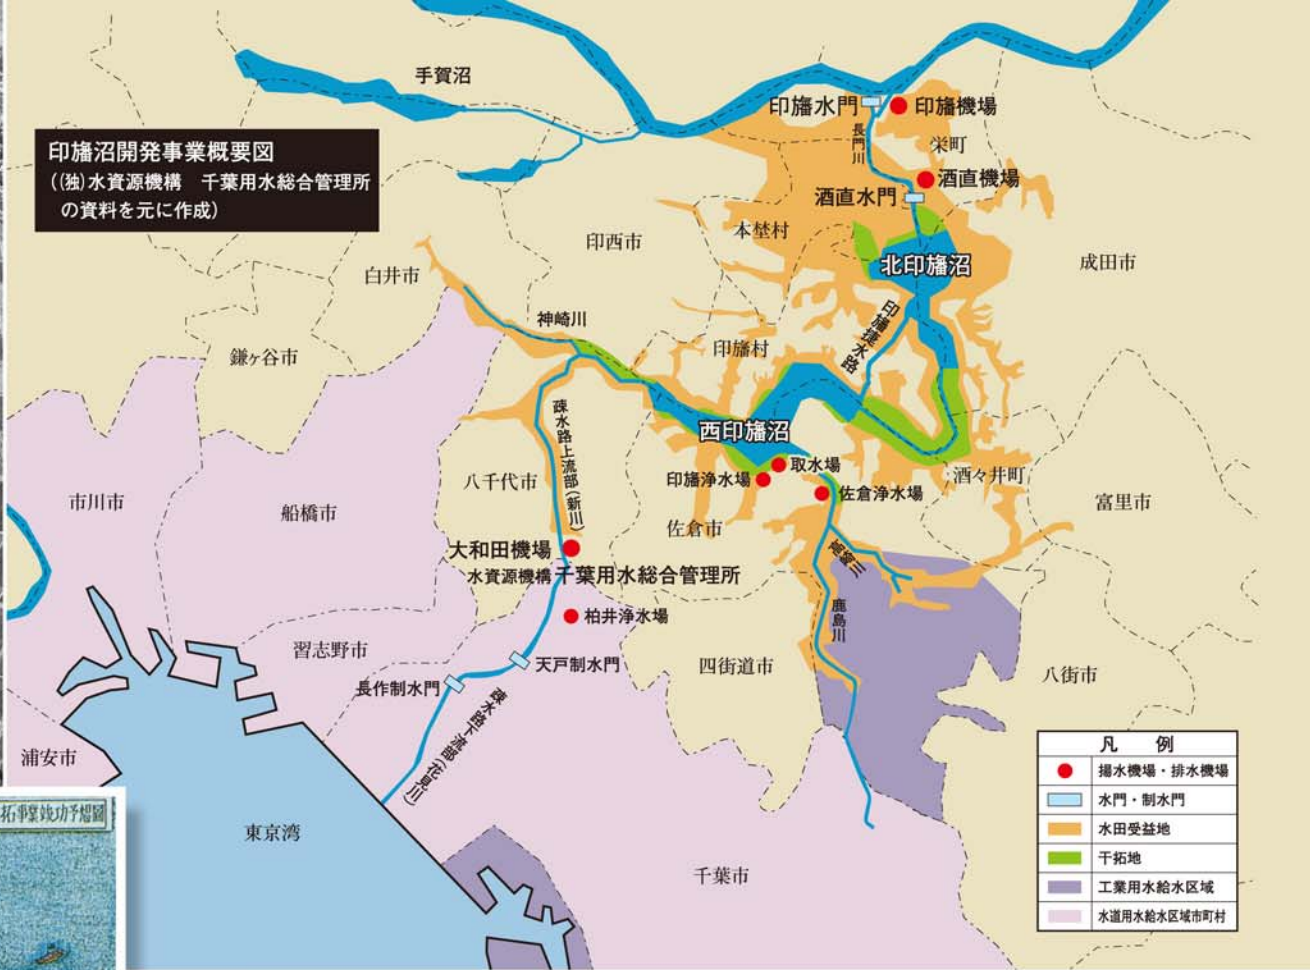 手賀沼
印旛水門
印旛機場
長門川
栄町
印旛沼開発事業概要図
((独)水資源機構 千葉用水総合管理所
の資料を元に作成)
酒直機場
酒直水門
本埜村
印西市
北印旛沼
成田市
白井市
神崎川
印旛捷水路
印旛村
鎌ヶ谷市
疎水路上流部(新川)
西印旛沼
取水場
印旛浄水場
佐倉浄水場
酒々井町
八千代市
市川市
船橋市
佐倉市
富里市
大和田機場
水資源機構 千葉用水総合管理所
高崎川
柏井浄水場
鹿島川
習志野市
天戸制水門
四街道市
八街市
長作制水門
疎水路下流部(花見川)
浦安市
東京湾
千葉市
凡 例
揚水機場・排水機場
水門・制水門
水田受益地
干拓地
工業用水給水区域
水道用水給水区域市町村
拓事業竣功予想圖